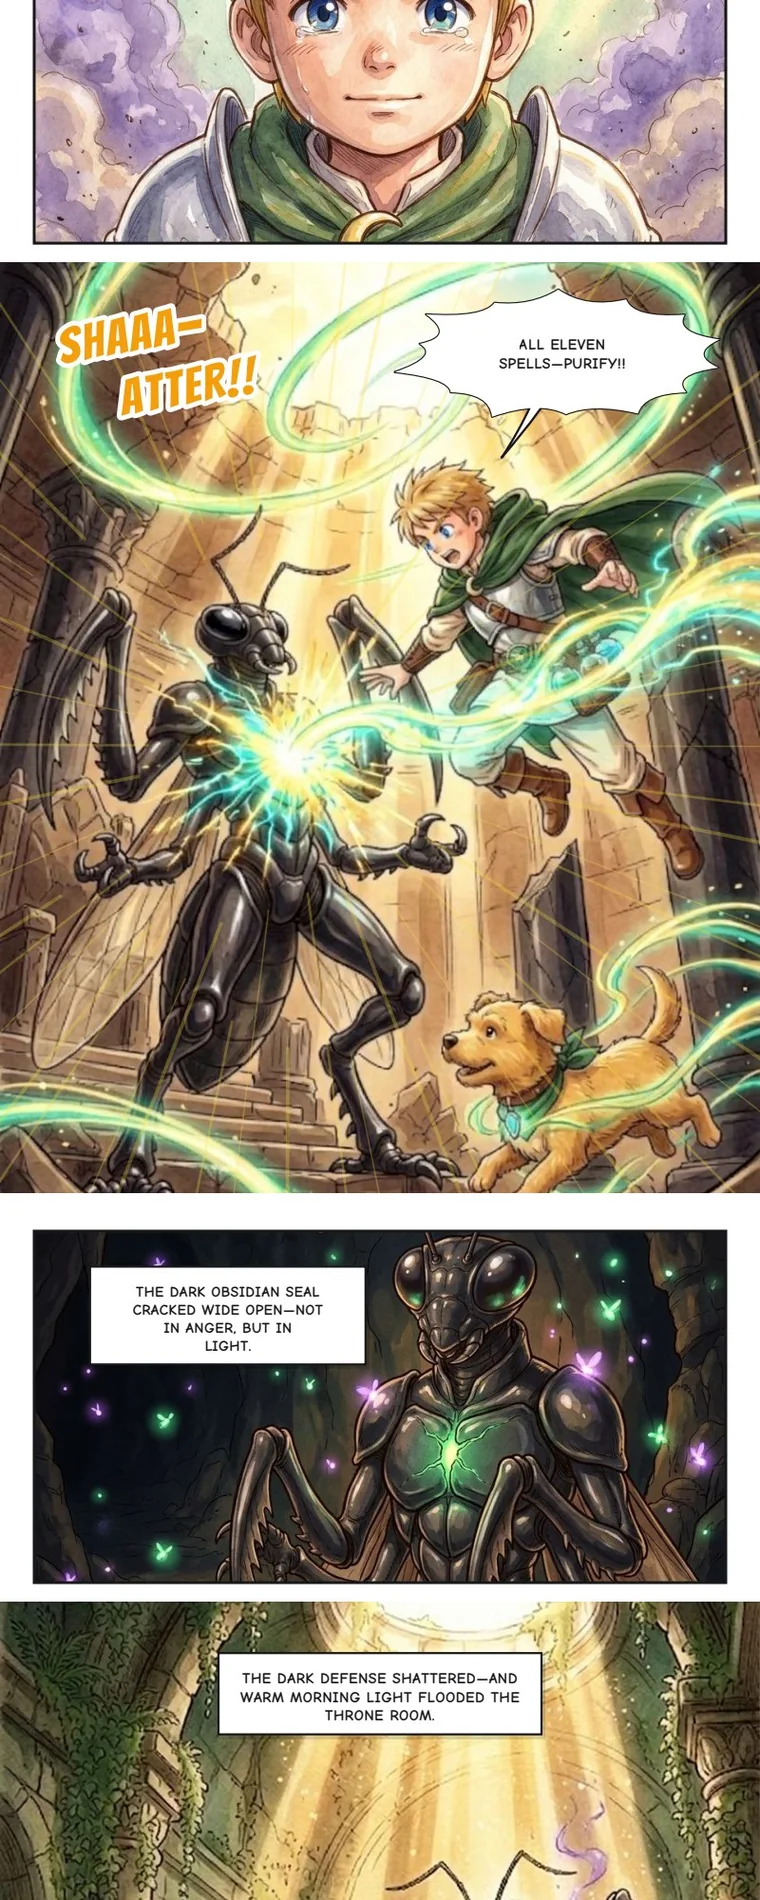 SHAAA–
ATTER!!
ALL ELEVEN
SPELLS—PURIFY!!
THE DARK OBSIDIAN SEAL
CRACKED WIDE OPEN—NOT
IN ANGER, BUT IN
LIGHT.
THE DARK DEFENSE SHATTERED—AND
WARM MORNING LIGHT FLOODED THE
THRONE ROOM.